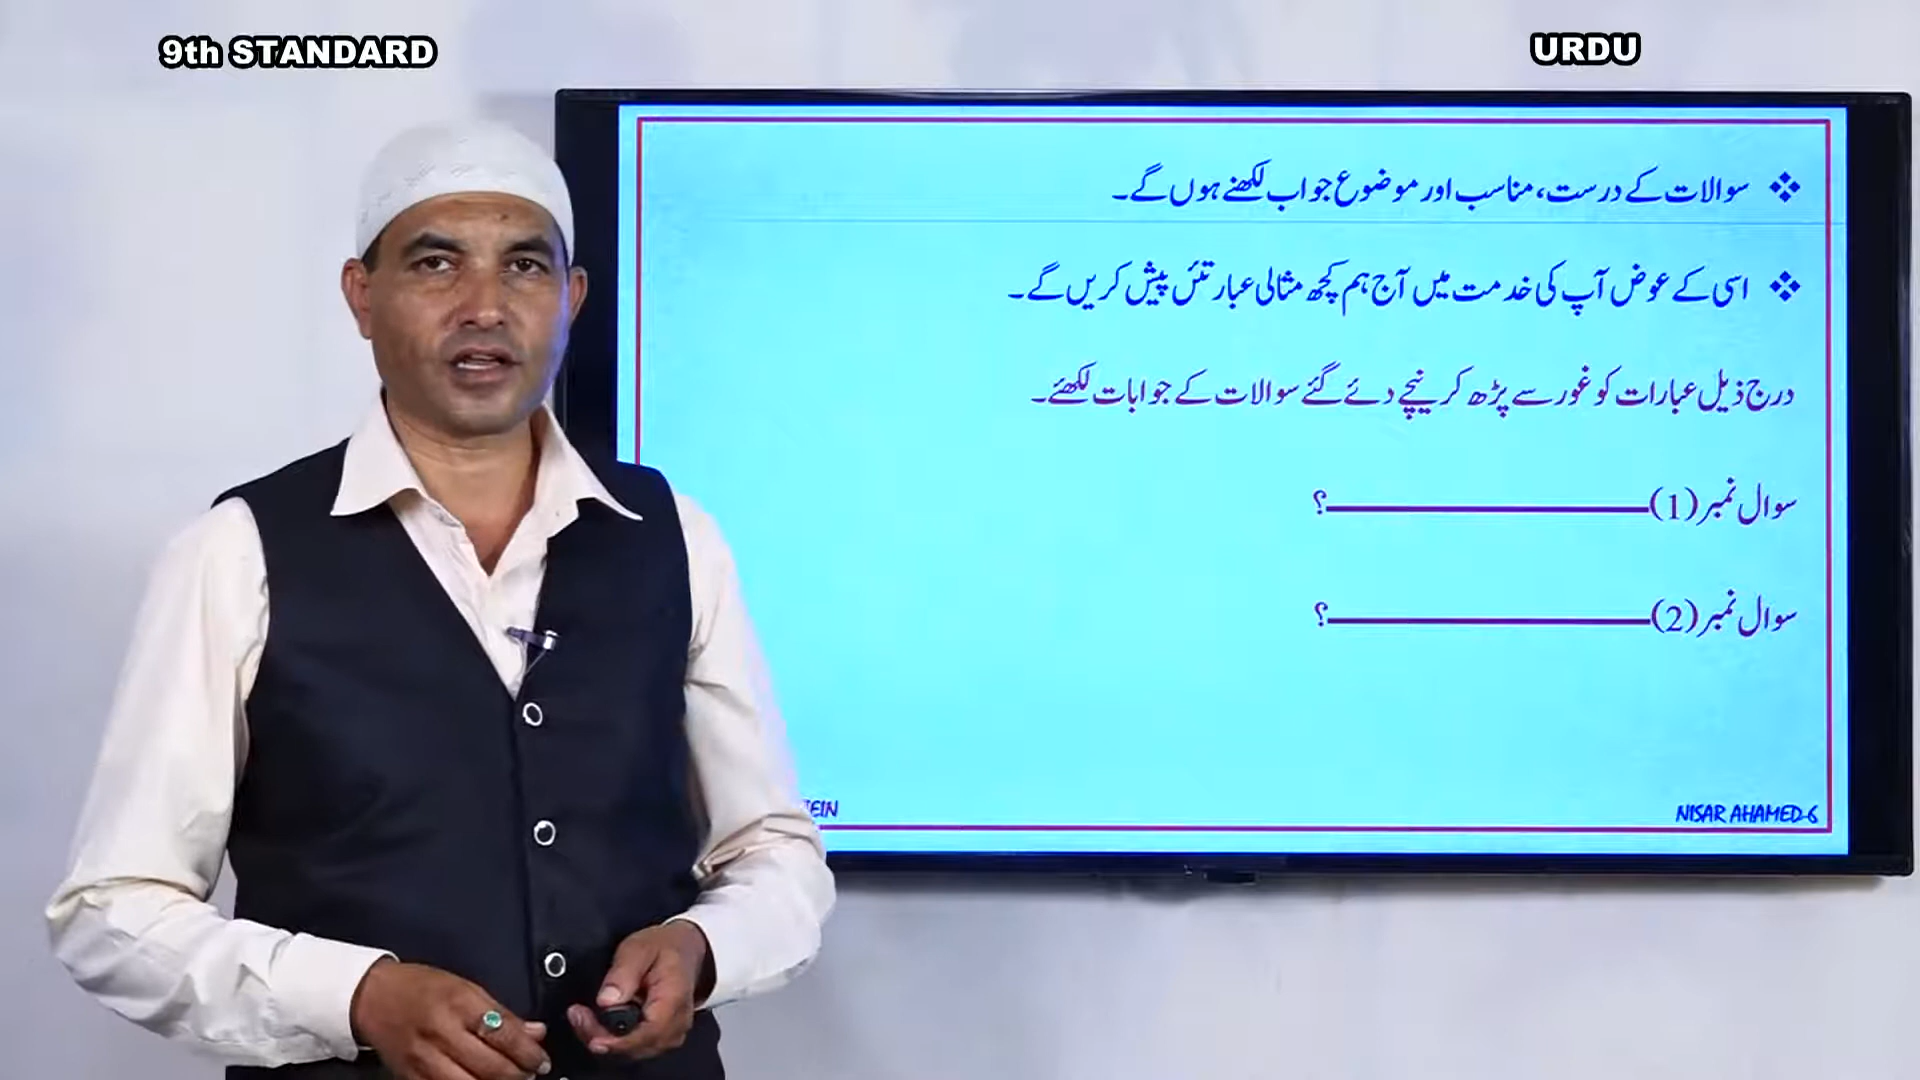 9th STANDARD
URDU
❖ سوالات کے درست، مناسب اور موضوع جواب لکھنے ہوں گے۔
❖ اسی کے عوض آپ کی خدمت میں آج ہم کچھ مثالی عبارتیں پیش کریں گے۔
درج ذیل عبارات کو غور سے پڑھ کر نیچے دئے گئے سوالات کے جوابات لکھئے۔
سوال نمبر (1)ــــــــــــــــــــ؟
سوال نمبر (2)ــــــــــــــــــــ؟
NISAR AHAMED-6